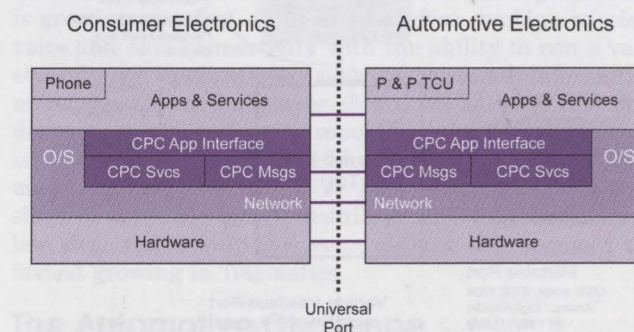 Consumer Electronics
Automotive Electronics
Phone
Apps & Services
O/S
CPC App Interface
CPC Svcs
CPC Msgs
Network
Hardware
P & P TCU
Apps & Services
O/S
CPC App Interface
CPC Msgs
CPC Svcs
Network
Hardware
Universal
Port